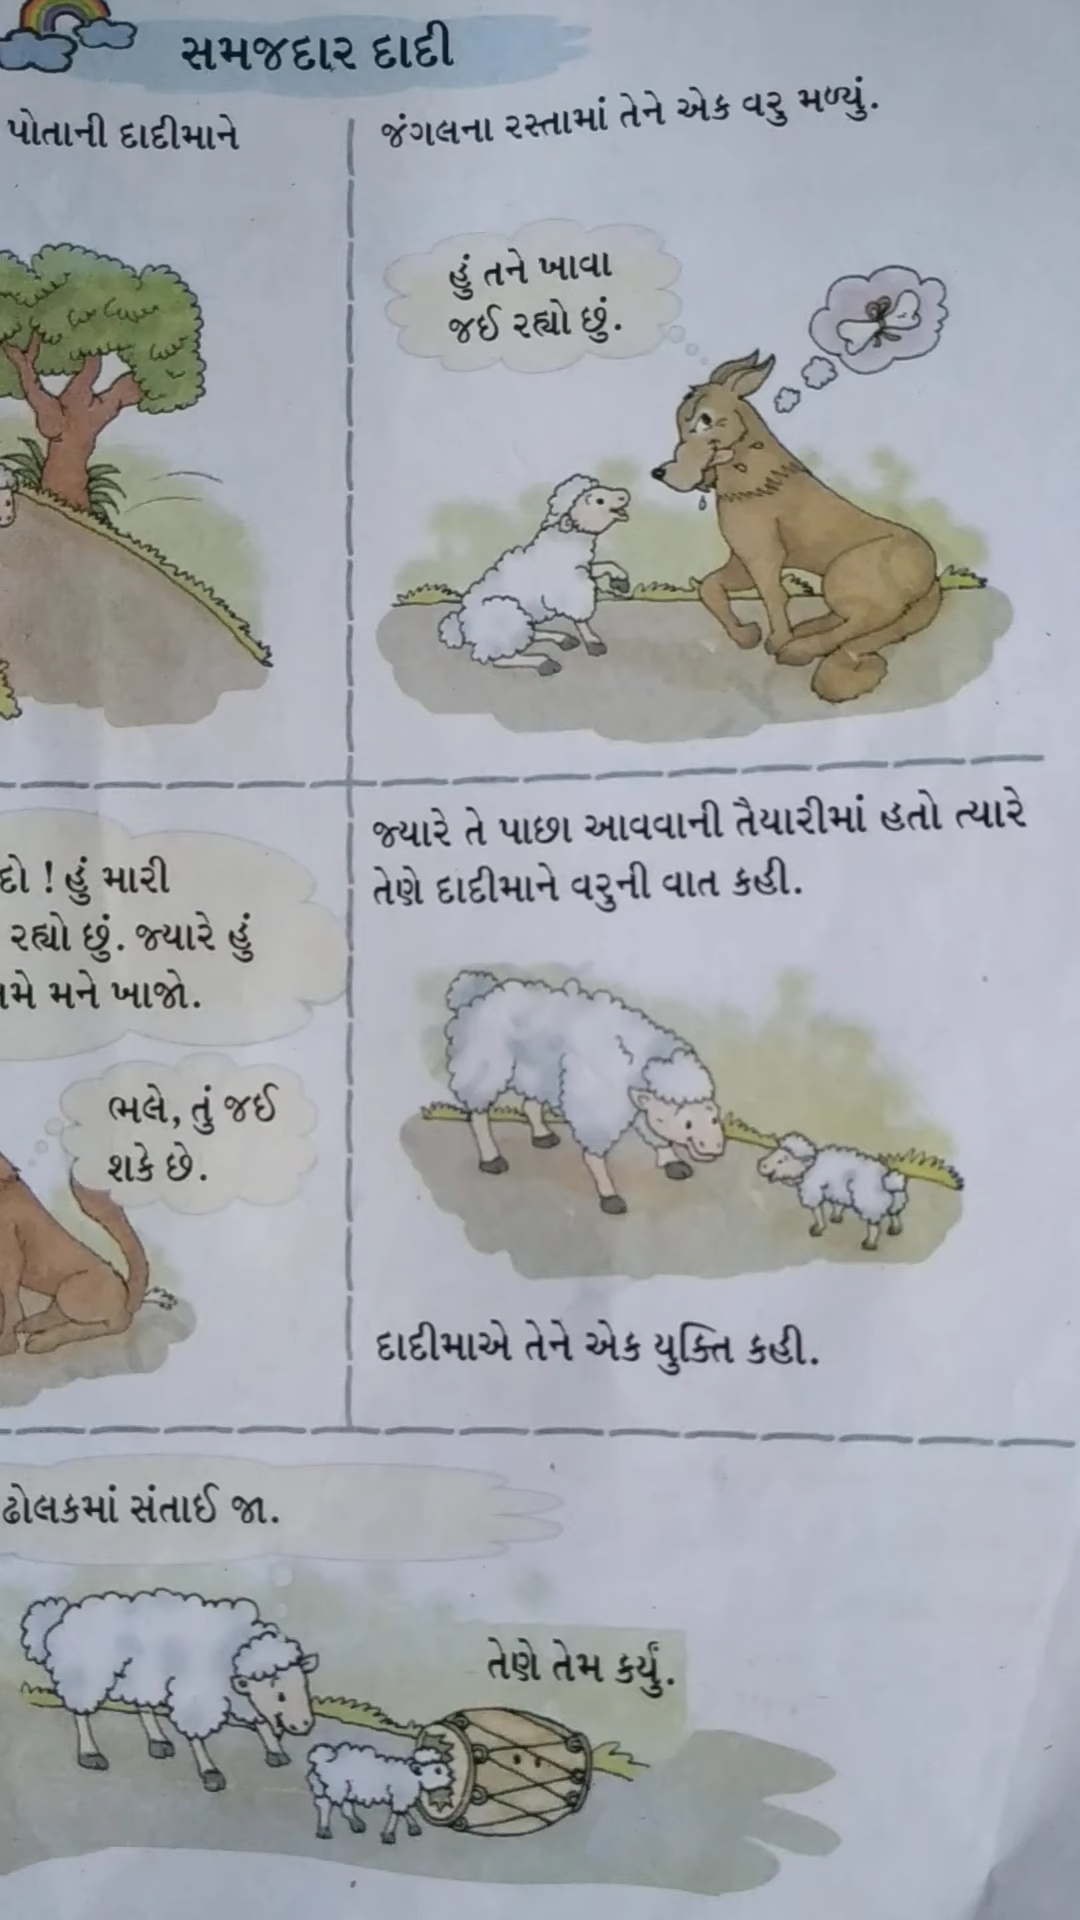 સમજદાર દાદી
પોતાની દાદીમાને
જંગલના રસ્તામાં તેને એક વરુ મળ્યું.
હું તને ખાવા
જઈ રહ્યો છું.
! હું મારી
રહ્યો છું. જ્યારે હું
મને ખાજો.
ભલે, તું જઈ
શકે છે.
જ્યારે તે પાછા આવવાની તૈયારીમાં હતો ત્યારે
તેણે દાદીમાને વરુની વાત કહી.
દાદીમાએ તેને એક યુક્તિ કહી.
ઢોલકમાં સંતાઈ જા.
તેણે તેમ કર્યું.